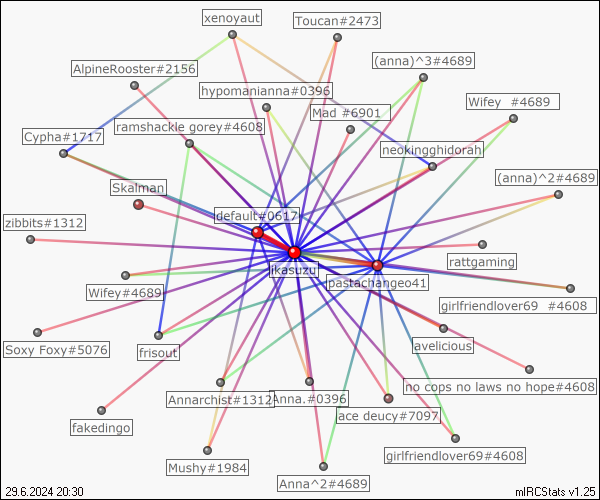 xenoyaut
Toucan#2473
(anna)^3#4689
AlpineRooster#2156
hypomanianna#0396
Wifey  #4689
Mad #6901
ramshackle gorey#4608
Cypha#1717
neokingghidorah
(anna)^2#4689
Skalman
default#0617
zibbits#1312
rattgaming
jkasuzu
pastachangeo41
Wifey#4689
girlfriendlover69  #4608
Soxy Foxy#5076
frisout
avelicious
no cops no laws no hope#4608
Annarchist#1312
Anna.#0396
ace deucy#7097
fakedingo
girlfriendlover69#4608
Mushy#1984
Anna^2#4689
29.6.2024 20:30
mIRCStats v1.25